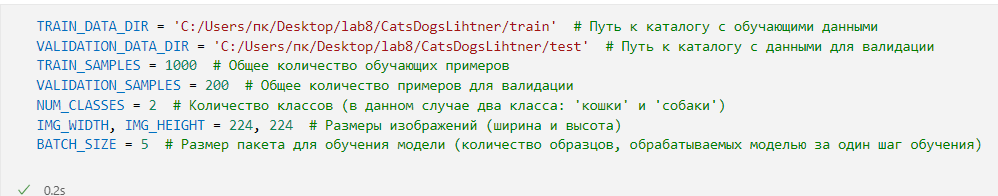 TRAIN_DATA_DIR = 'C:/Users/пк/Desktop/lab8/CatsDogsLihtner/train'  # Путь к каталогу с обучающими данными
VALIDATION_DATA_DIR = 'C:/Users/пк/Desktop/lab8/CatsDogsLihtner/test'  # Путь к каталогу с данными для валидации
TRAIN_SAMPLES = 1000  # Общее количество обучающих примеров
VALIDATION_SAMPLES = 200  # Общее количество примеров для валидации
NUM_CLASSES = 2  # Количество классов (в данном случае два класса: 'кошки' и 'собаки')
IMG_WIDTH, IMG_HEIGHT = 224, 224  # Размеры изображений (ширина и высота)
BATCH_SIZE = 5  # Размер пакета для обучения модели (количество образцов, обрабатываемых моделью за один шаг обучения)
✓ 0.2s